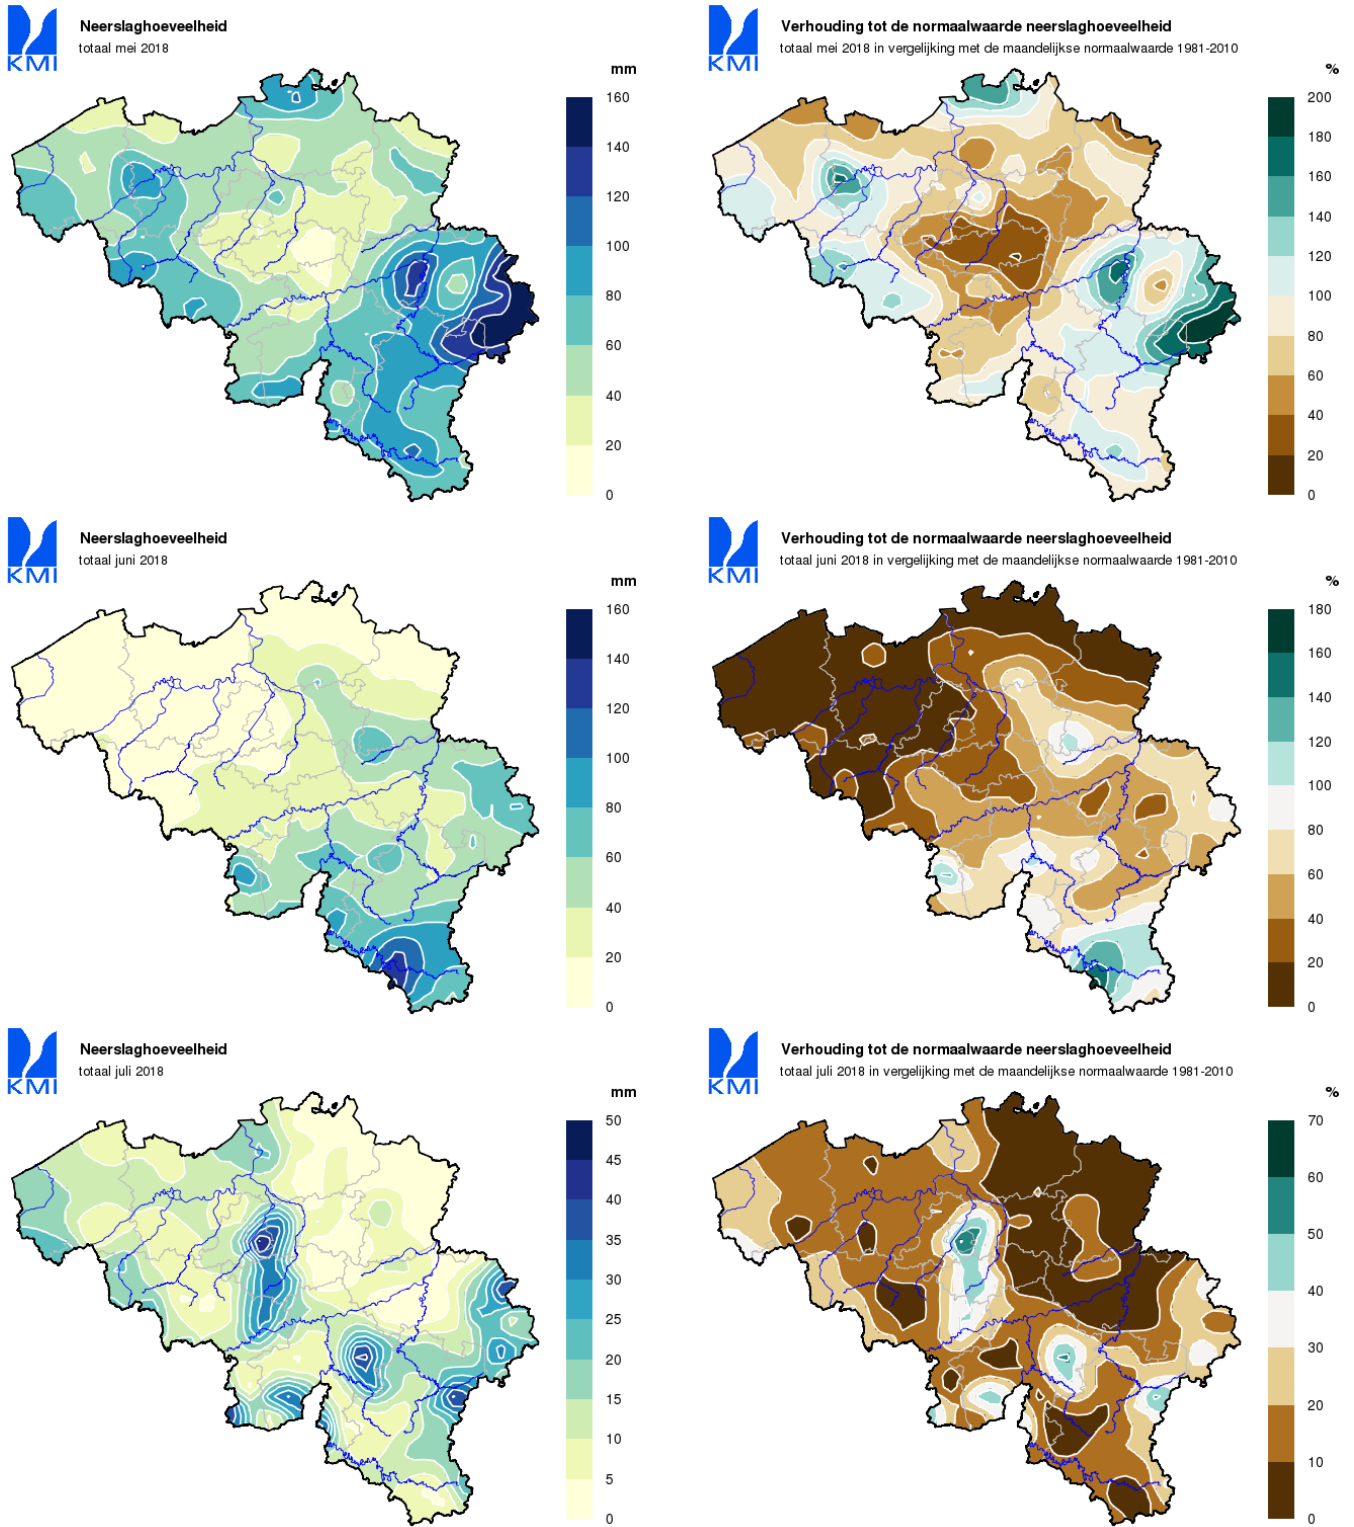 KMI
Neerslaghoeveelheid
totaal mei 2018
mm
160
140
120
100
80
60
40
20
0
KMI
Verhouding tot de normaalwaarde neerslaghoeveelheid
totaal mei 2018 in vergelijking met de maandelijkse normaalwaarde 1981-2010
%
200
180
160
140
120
100
80
60
40
20
0
KMI
Neerslaghoeveelheid
totaal juni 2018
mm
160
140
120
100
80
60
40
20
0
KMI
Verhouding tot de normaalwaarde neerslaghoeveelheid
totaal juni 2018 in vergelijking met de maandelijkse normaalwaarde 1981-2010
%
180
160
140
120
100
80
60
40
20
0
KMI
Neerslaghoeveelheid
totaal juli 2018
mm
50
45
40
35
30
25
20
15
10
5
0
KMI
Verhouding tot de normaalwaarde neerslaghoeveelheid
totaal juli 2018 in vergelijking met de maandelijkse normaalwaarde 1981-2010
%
70
60
50
40
30
20
10
0